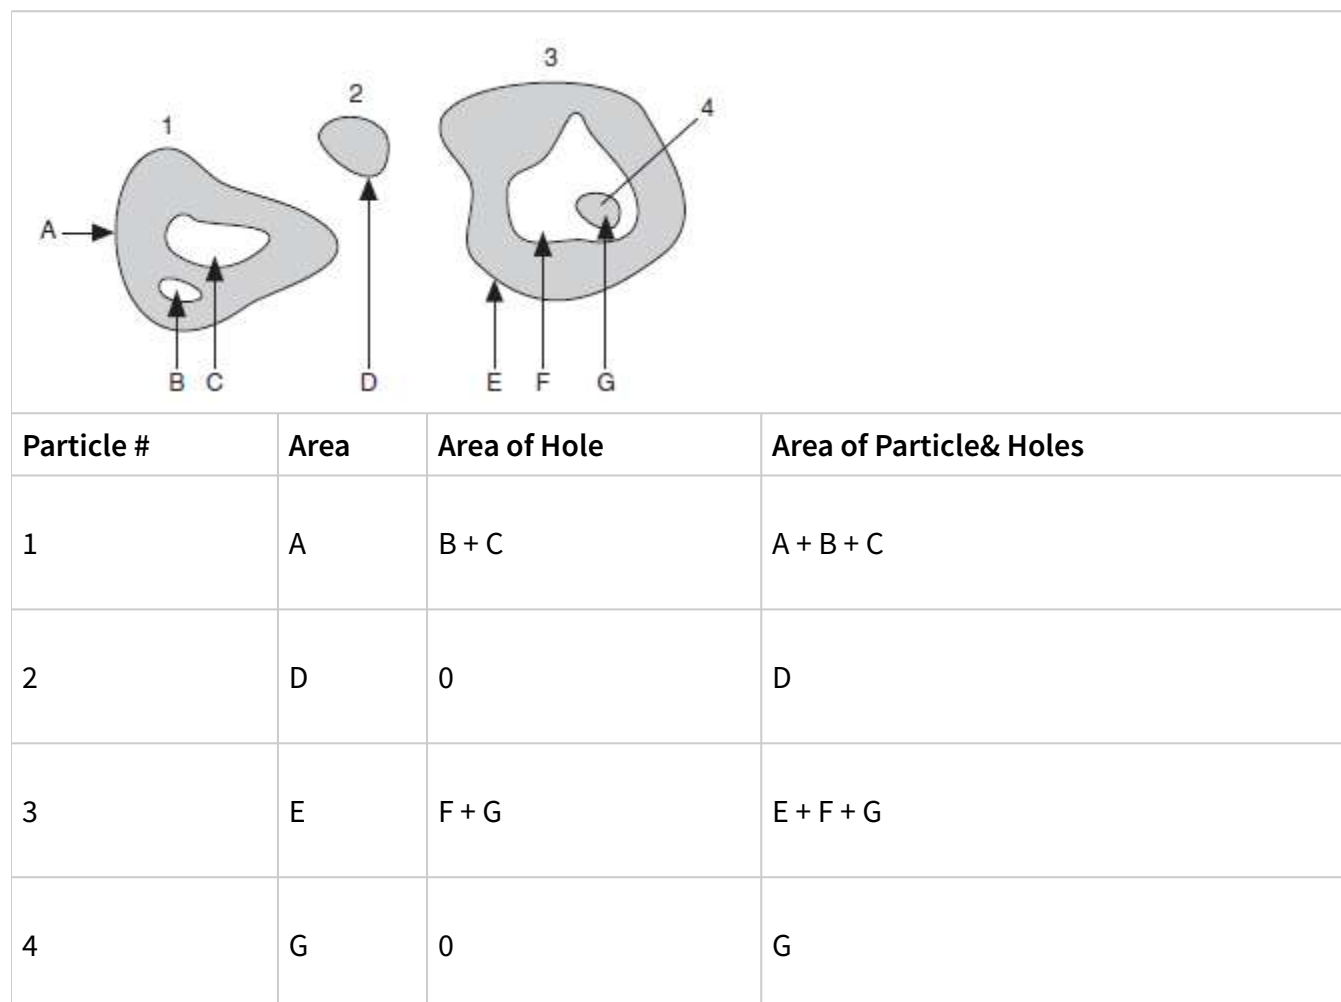 3
2
4
1
A
B C D E F G
Particle # Area Area of Hole Area of Particle& Holes
1 A B + C A + B + C
2 D 0 D
3 E F + G E + F + G
4 G 0 G